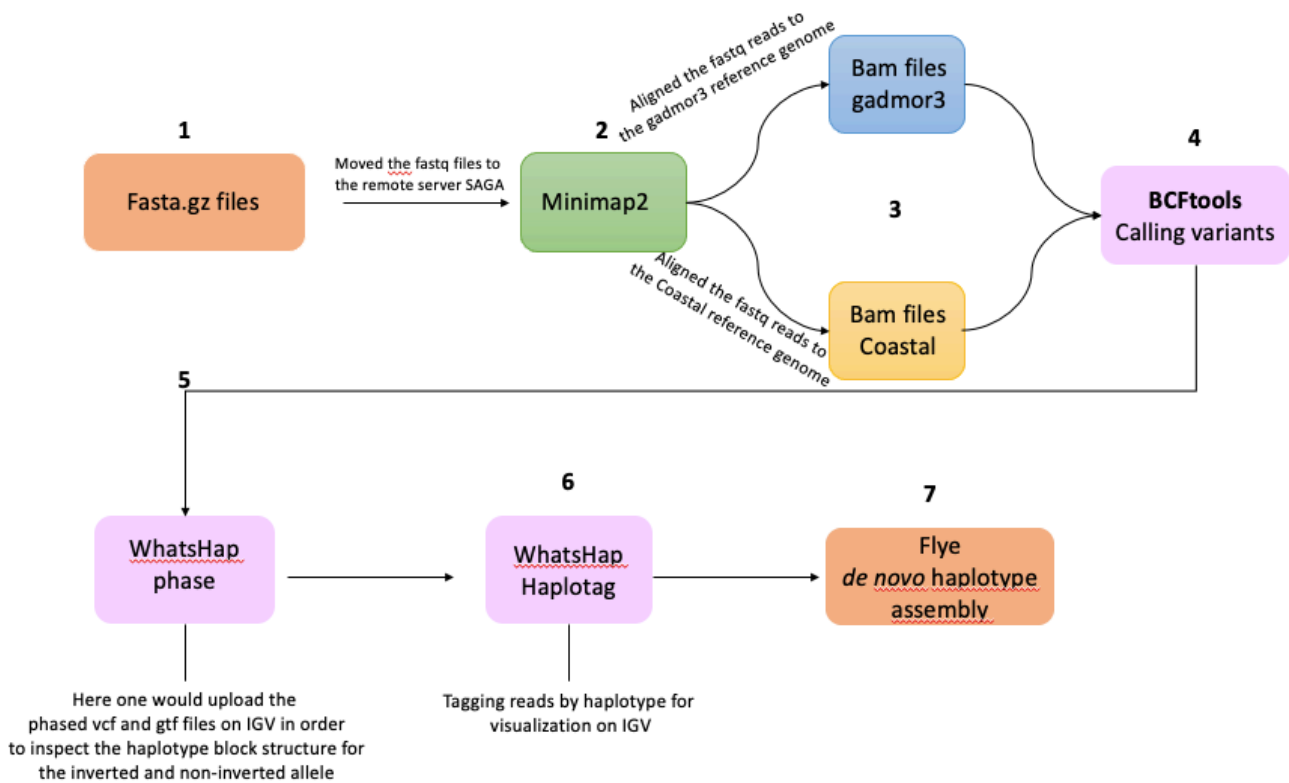 1
Fasta.gz files
Moved the fastq files to
the remote server SAGA
2
Minimap2
Aligned the fastq reads to
the gadmor3 reference genome
Aligned the fastq reads to
the Coastal reference genome
3
Bam files
gadmor3
Bam files
Coastal
4
BCFtools
Calling variants
5
WhatsHap
phase
Here one would upload the
phased vcf and gtf files on IGV in order
to inspect the haplotype block structure for
the inverted and non-inverted allele
6
WhatsHap
Haplotag
Tagging reads by haplotype for
visualization on IGV
7
Flye
de novo haplotype
assembly